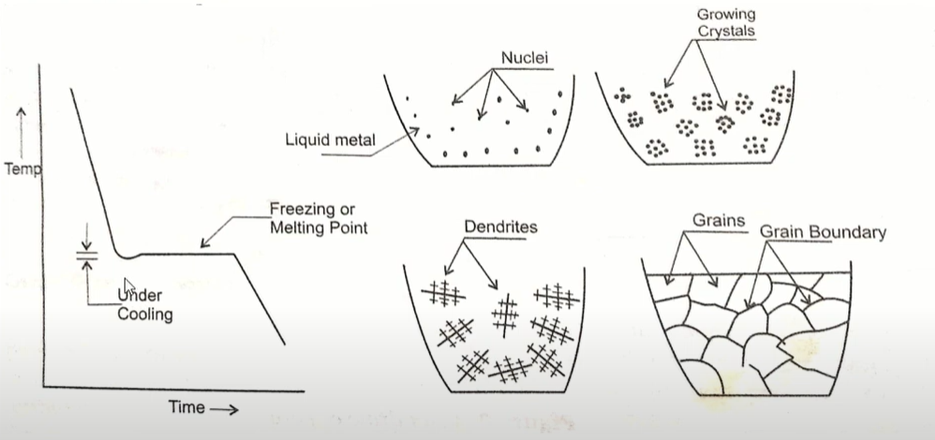 Temp
Under
Cooling
Time
Freezing or
Melting Point
Nuclei
Liquid metal
Growing
Crystals
Dendrites
Grains
Grain Boundary